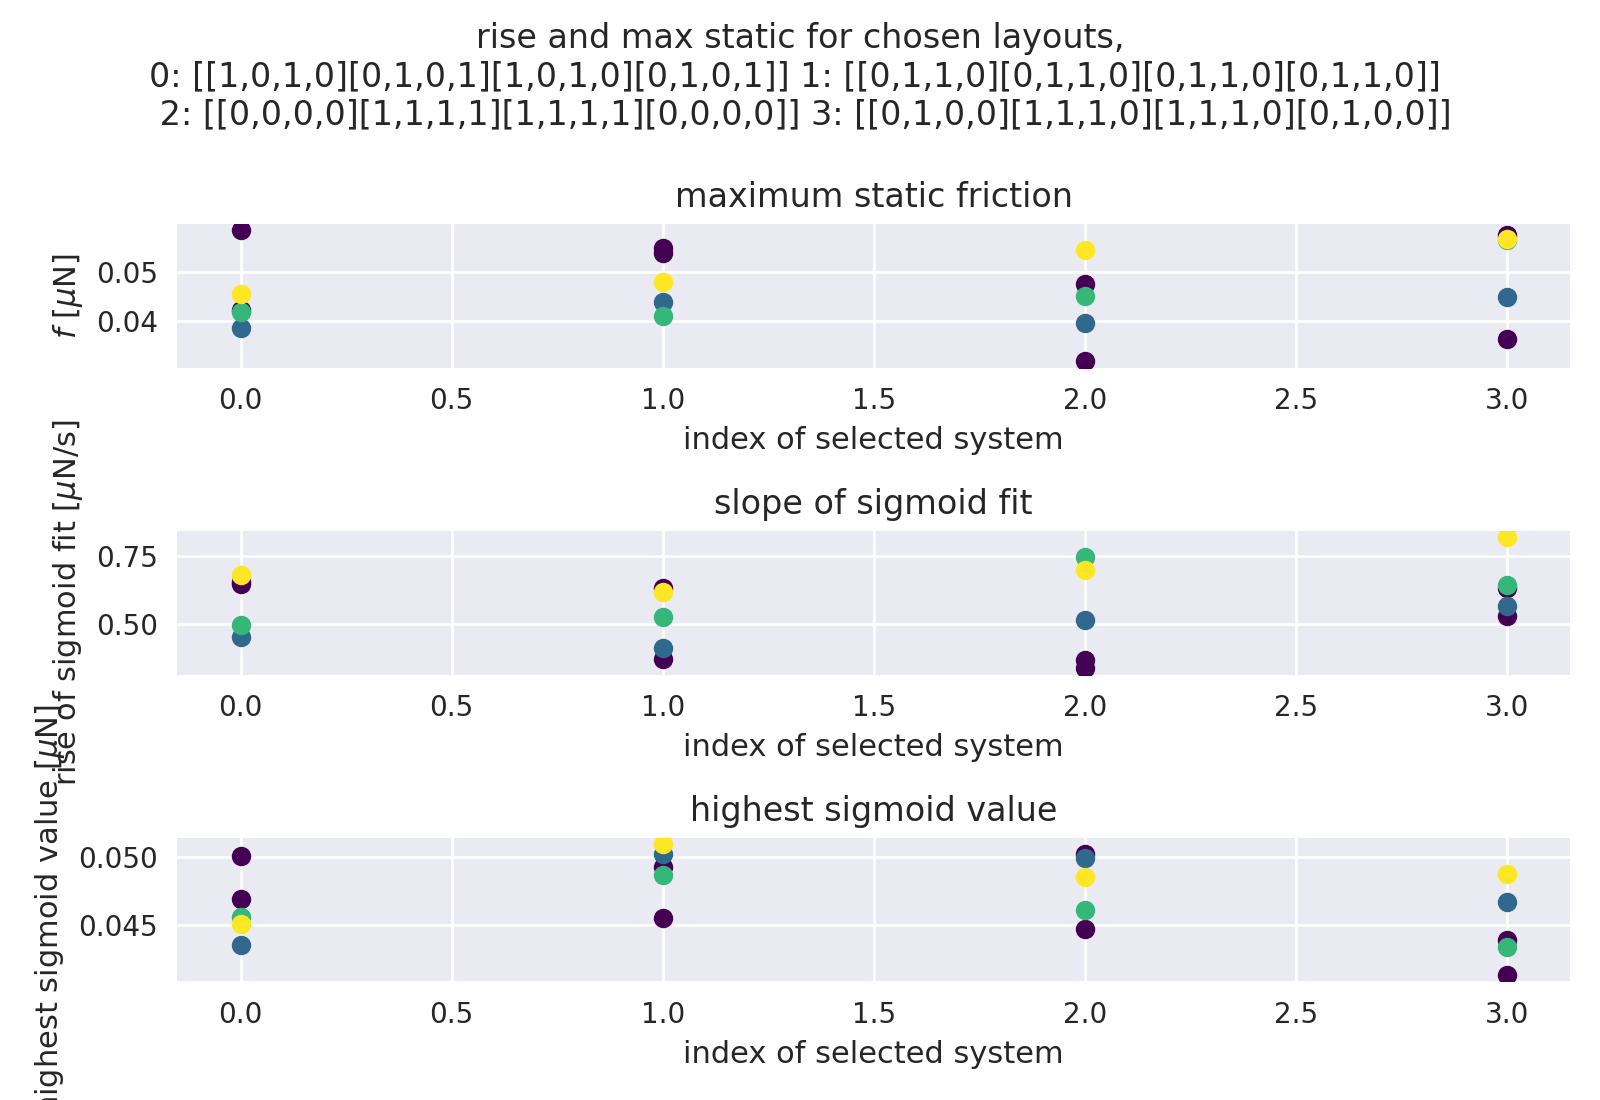 rise and max static for chosen layouts,
0: [[1,0,1,0][0,1,0,1][1,0,1,0][0,1,0,1]] 1: [[0,1,1,0][0,1,1,0][0,1,1,0][0,1,1,0]]
2: [[0,0,0,0][1,1,1,1][1,1,1,1][0,0,0,0]] 3: [[0,1,0,0][1,1,1,0][1,1,1,0][0,1,0,0]]
maximum static friction
f [μN]
0.05
0.04
0.0 0.5 1.0 1.5 2.0 2.5 3.0
index of selected system
slope of sigmoid fit
rise of sigmoid fit [μN/s]
0.75
0.50
0.0 0.5 1.0 1.5 2.0 2.5 3.0
index of selected system
highest sigmoid value
highest sigmoid value [μN]
0.050
0.045
0.0 0.5 1.0 1.5 2.0 2.5 3.0
index of selected system